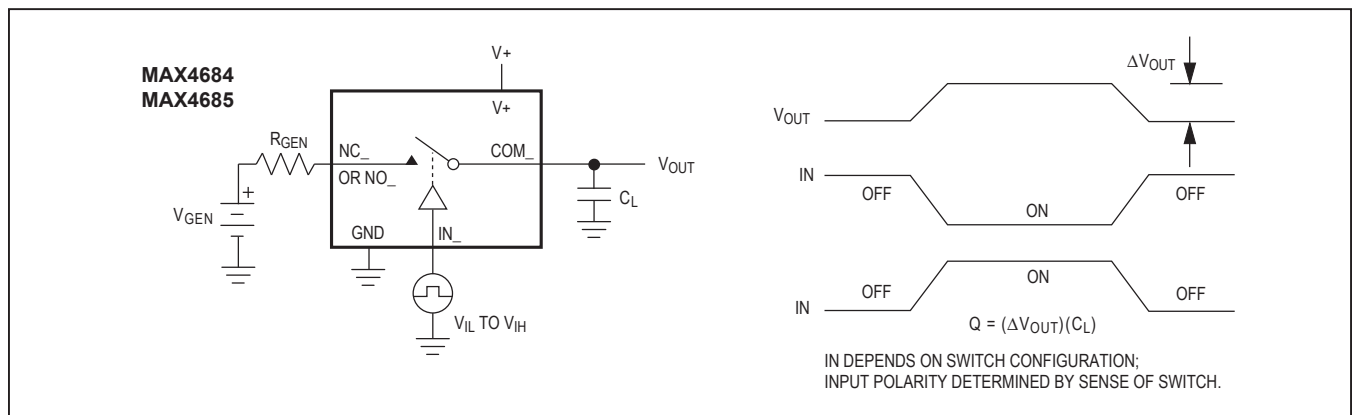 MAX4684
MAX4685
V+
V+
RGEN
NC_
OR NO_
COM_
VOUT
CL
+
VGEN
GND
IN_
VIL TO VIH
ΔVOUT
VOUT
IN
OFF
ON
OFF
IN
OFF
ON
OFF
Q = (ΔVOUT)(CL)
IN DEPENDS ON SWITCH CONFIGURATION;
INPUT POLARITY DETERMINED BY SENSE OF SWITCH.